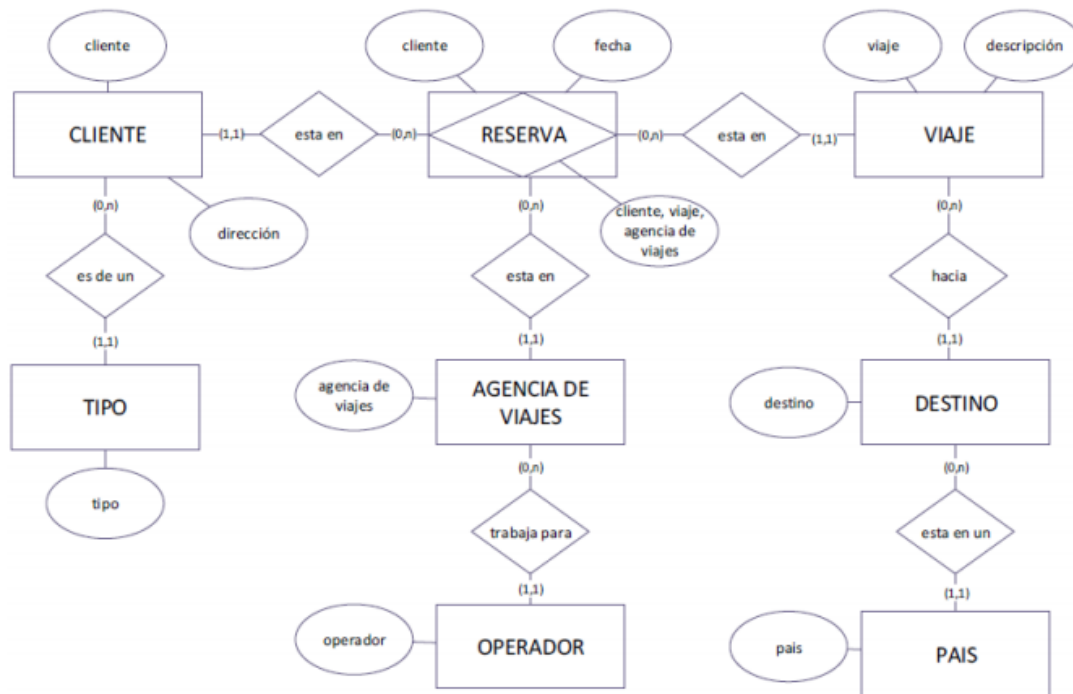 cliente
cliente
fecha
viaje
descripción
CLIENTE
(1,1)
esta en
(0,n)
RESERVA
(0,n)
esta en
(1,1)
VIAJE
(0,n)
dirección
(0,n)
cliente, viaje,
agencia de
viajes
(0,n)
es de un
esta en
hacia
(1,1)
(1,1)
(1,1)
TIPO
agencia de
viajes
AGENCIA DE
VIAJES
destino
DESTINO
(0,n)
(0,n)
tipo
trabaja para
esta en un
(1,1)
(1,1)
operador
OPERADOR
pais
PAIS